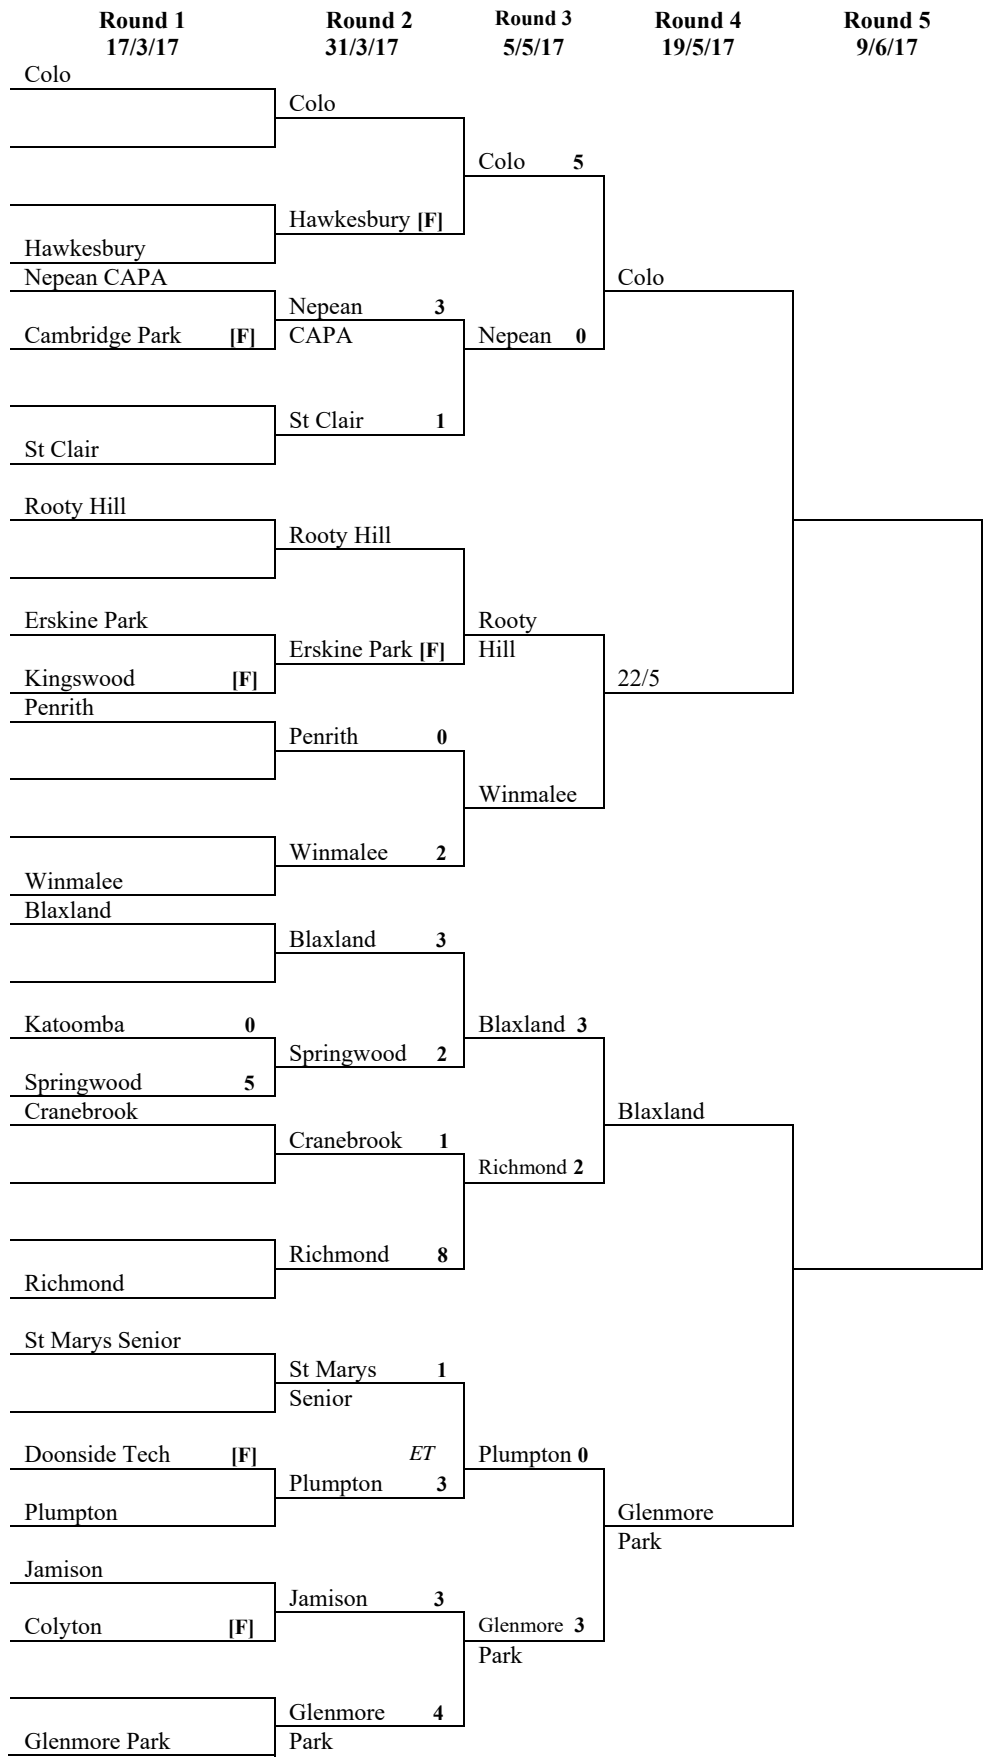 Round 1 Round 2 Round 3 Round 4 Round 5
17/3/17 31/3/17 5/5/17 19/5/17 9/6/17
Colo
Colo
Colo 5
Hawkesbury [F]
Hawkesbury
Nepean CAPA
Colo
Nepean 3
Cambridge Park [F] CAPA Nepean 0
St Clair 1
St Clair
Rooty Hill
Rooty Hill
Erskine Park Rooty
Erskine Park [F] Hill
Kingswood [F] 22/5
Penrith
Penrith 0
Winmalee
Winmalee 2
Winmalee
Blaxland
Blaxland 3
Katoomba 0 Blaxland 3
Springwood 2
Springwood 5
Cranebrook Blaxland
Cranebrook 1
Richmond 2
Richmond 8
Richmond
St Marys Senior
St Marys 1
Senior
Doonside Tech [F] ET Plumpton 0
Plumpton 3
Plumpton Glenmore
Park
Jamison
Jamison 3
Colyton [F] Glenmore 3
Park
Glenmore 4
Glenmore Park Park